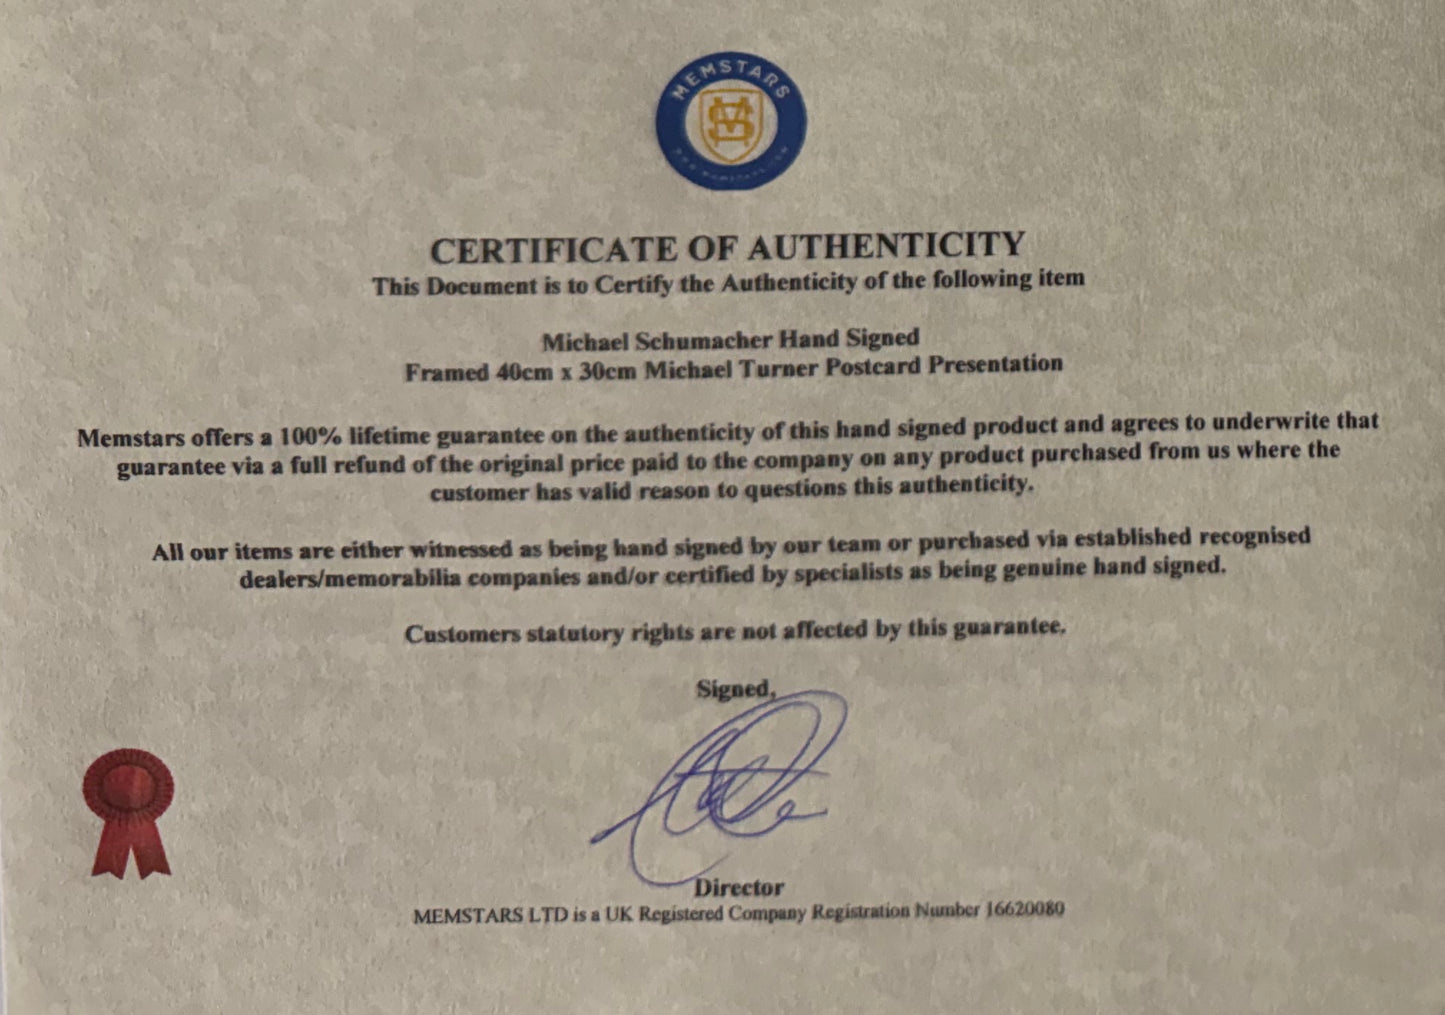 MEMSTARS
CERTIFICATE OF AUTHENTICITY
This Document is to Certify the Authenticity of the following item
Michael Schumacher Hand Signed
Framed 40cm x 30cm Michael Turner Postcard Presentation
Memstars offers a 100% lifetime guarantee on the authenticity of this hand signed product and agrees to underwrite that
guarantee via a full refund of the original price paid to the company on any product purchased from us where the
customer has valid reason to questions this authenticity.
All our items are either witnessed as being hand signed by our team or purchased via established recognised
dealers/memorabilia companies and/or certified by specialists as being genuine hand signed.
Customers statutory rights are not affected by this guarantee.
Signed,
Director
MEMSTARS LTD is a UK Registered Company Registration Number 16620080